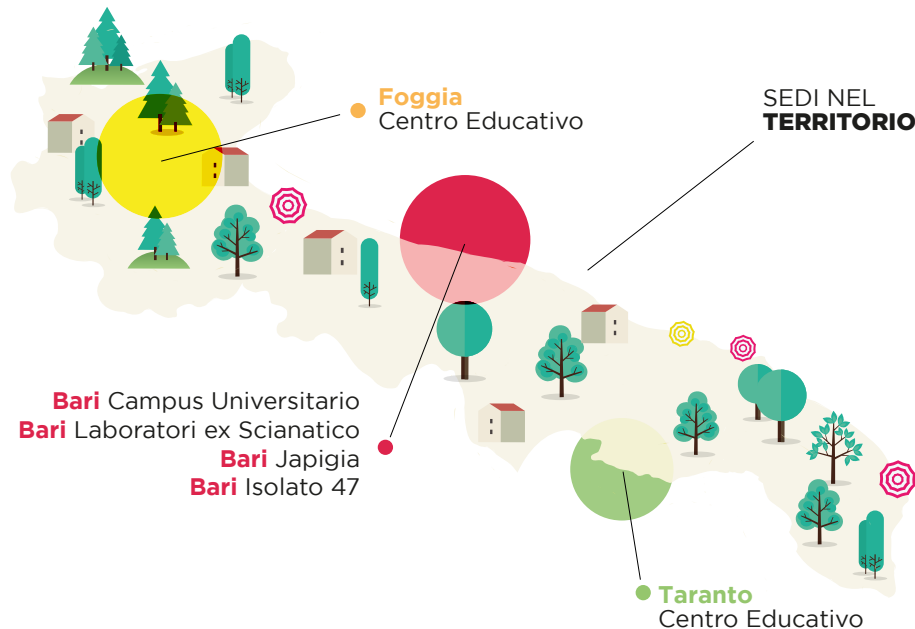 Foggia
Centro Educativo
SEDI NEL
TERRITORIO
Bari Campus Universitario
Bari Laboratori ex Scianatico
Bari Japigia
Bari Isolato 47
Taranto
Centro Educativo